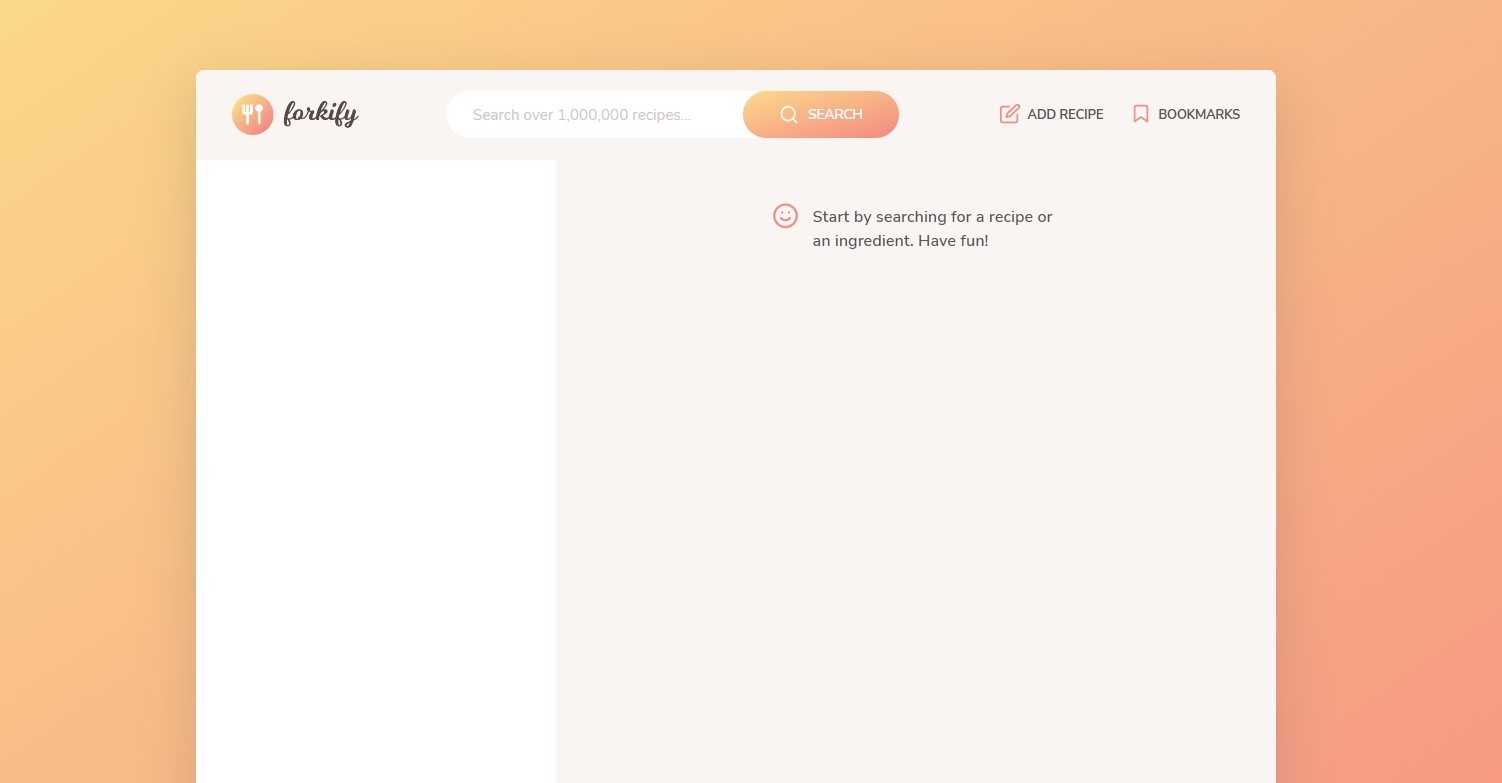 forkify
Search over 1,000,000 recipes...
SEARCH
ADD RECIPE
BOOKMARKS
Start by searching for a recipe or
an ingredient. Have fun!